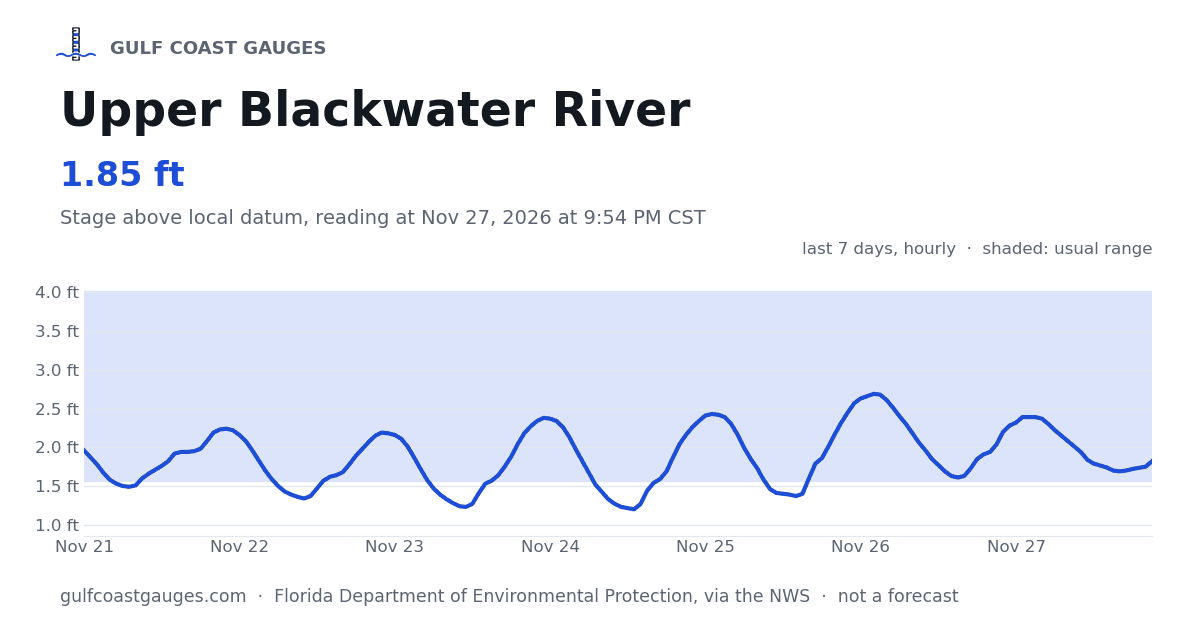 GULF COAST GAUGES
Upper Blackwater River
1.85 ft
Stage above local datum, reading at Nov 27, 2026 at 9:54 PM CST
last 7 days, hourly · shaded: usual range
4.0 ft
3.5 ft
3.0 ft
2.5 ft
2.0 ft
1.5 ft
1.0 ft
Nov 21 Nov 22 Nov 23 Nov 24 Nov 25 Nov 26 Nov 27
gulfcoastgauges.com · Florida Department of Environmental Protection, via the NWS · not a forecast